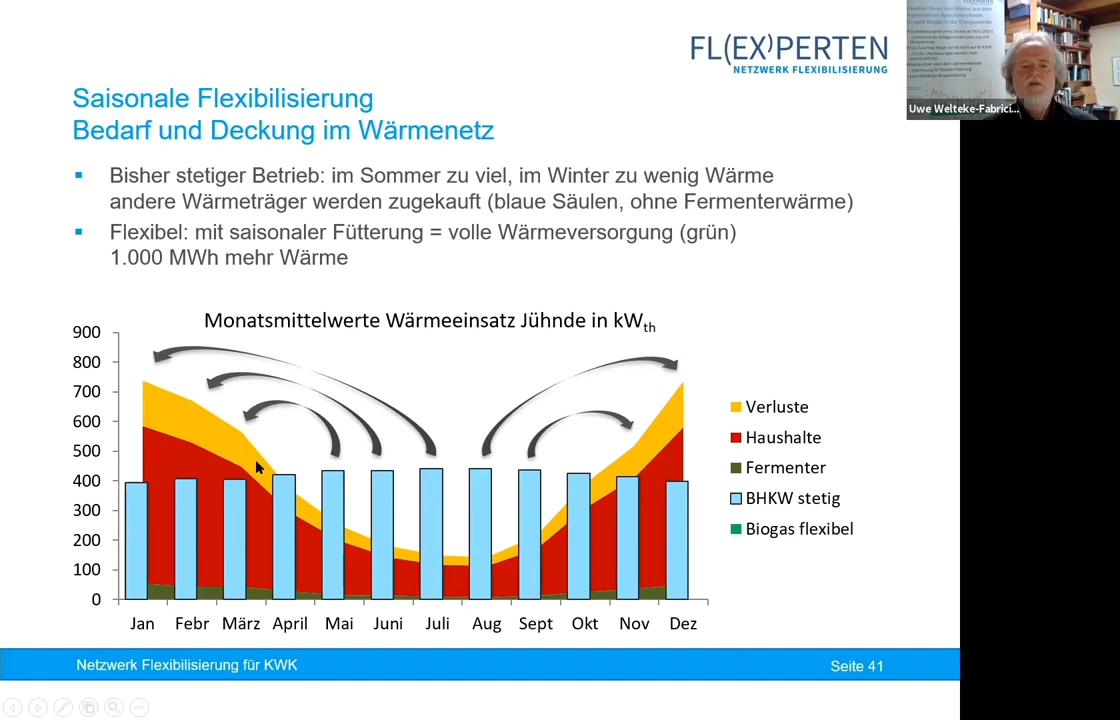 FL(EX)PERTEN
NETZWERK FLEXIBILISIERUNG
Uwe Welteke-Fabrici...
Saisonale Flexibilisierung
Bedarf und Deckung im Wärmenetz
Bisher stetiger Betrieb: im Sommer zu viel, im Winter zu wenig Wärme
andere Wärmeträger werden zugekauft (blaue Säulen, ohne Fermenterwärme)
Flexibel: mit saisonaler Fütterung = volle Wärmeversorgung (grün)
1.000 MWh mehr Wärme
Monatsmittelwerte Wärmeeinsatz Jühnde in kWth
900
800
700
600
500
400
300
200
100
0
Jan Febr März April Mai Juni Juli Aug Sept Okt Nov Dez
Verluste
Haushalte
Fermenter
BHKW stetig
Biogas flexibel
Netzwerk Flexibilisierung für KWK
Seite 41